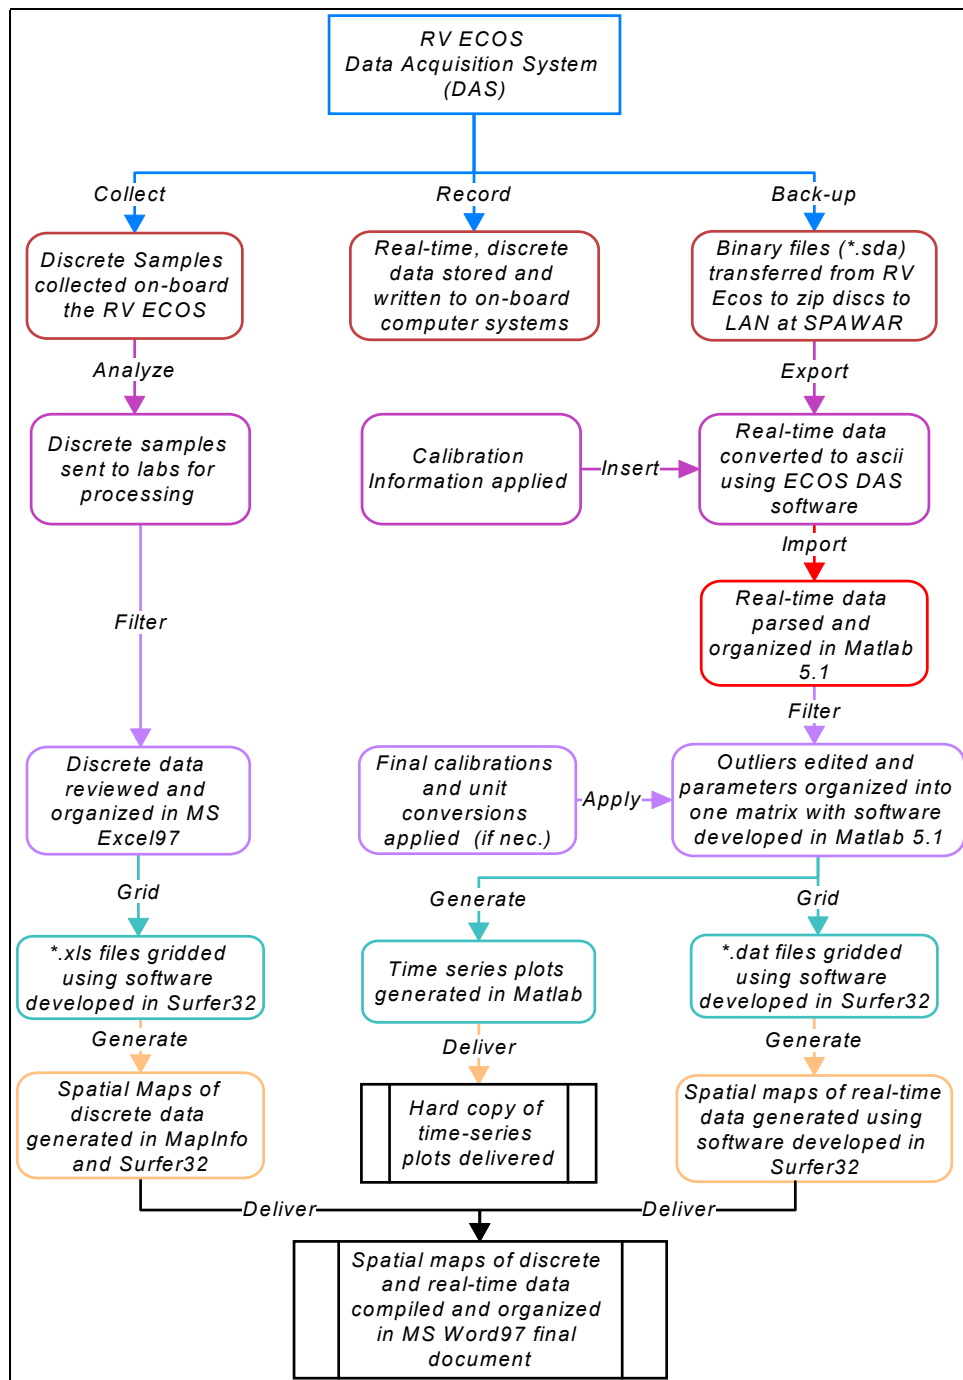 RV ECOS
Data Acquisition System
(DAS)
Collect
Record
Back-up
Discrete Samples
collected on-board
the RV ECOS
Real-time, discrete
data stored and
written to on-board
computer systems
Binary files (*.sda)
transferred from RV
Ecos to zip discs to
LAN at SPAWAR
Analyze
Export
Discrete samples
sent to labs for
processing
Calibration
Information applied
Insert
Real-time data
converted to ascii
using ECOS DAS
software
Import
Real-time data
parsed and
organized in Matlab
5.1
Filter
Filter
Discrete data
reviewed and
organized in MS
Excel97
Final calibrations
and unit
conversions
applied (if nec.)
Apply
Outliers edited and
parameters organized into
one matrix with software
developed in Matlab 5.1
Grid
Generate
Grid
*.xls files gridded
using software
developed in Surfer32
Time series plots
generated in Matlab
*.dat files gridded
using software
developed in Surfer32
Generate
Deliver
Generate
Spatial Maps of
discrete data
generated in MapInfo
and Surfer32
Hard copy of
time-series
plots delivered
Spatial maps of real-time
data generated using
software developed in
Surfer32
Deliver
Deliver
Spatial maps of discrete
and real-time data
compiled and organized
in MS Word97 final
document